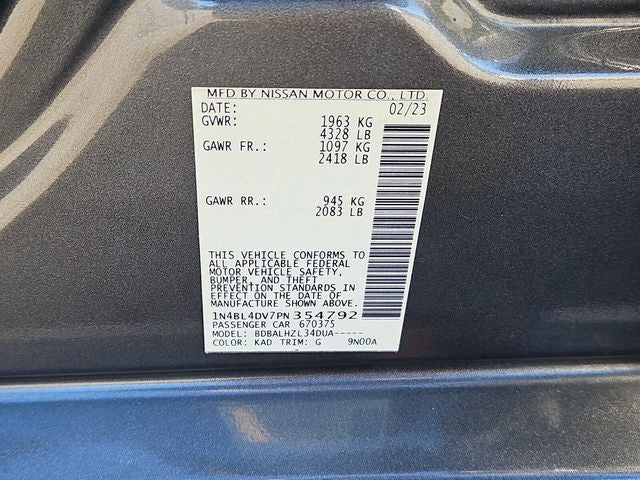 MFD BY NISSAN MOTOR CO., LTD.
DATE: 02/23
GVWR: 1963 KG
4328 LB
GAWR FR.: 1097 KG
2418 LB
GAWR RR.: 945 KG
2083 LB
THIS VEHICLE CONFORMS TO
ALL APPLICABLE FEDERAL
MOTOR VEHICLE SAFETY,
BUMPER, AND THEFT
PREVENTION STANDARDS IN
EFFECT ON THE DATE OF
MANUFACTURE SHOWN ABOVE.
1N4BL4DV7PN354792
PASSENGER CAR 670375
MODEL: BDBALHZL34DUA-----
COLOR: KAD TRIM: G 9N00A